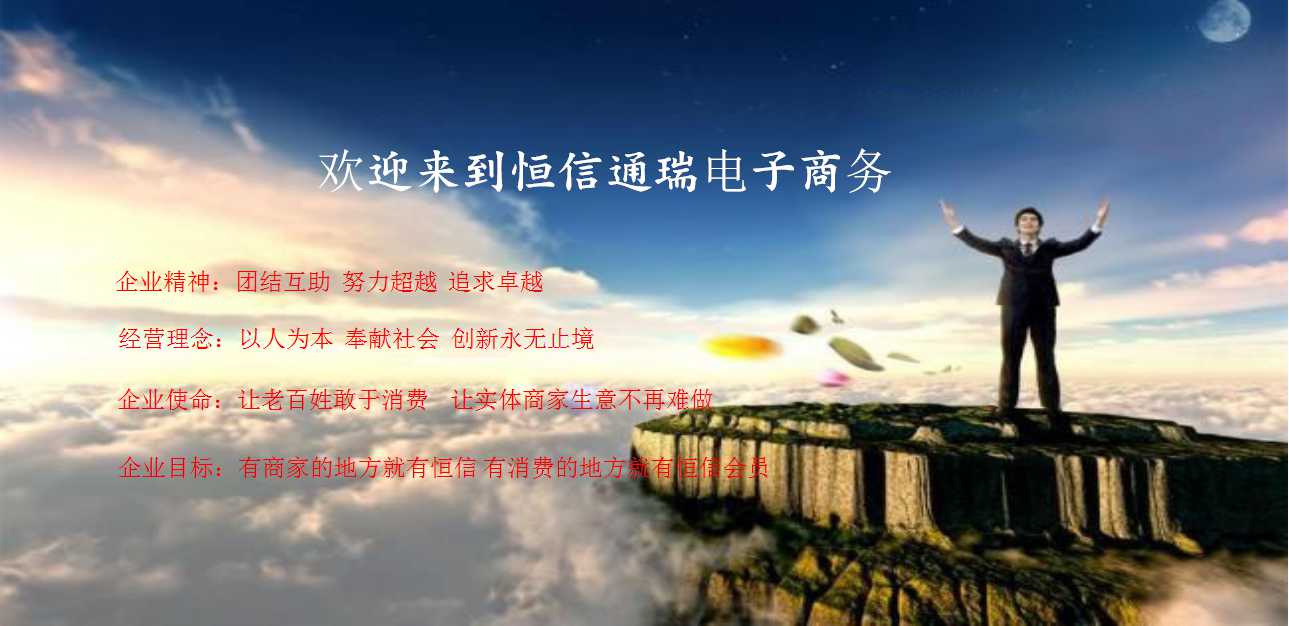 欢迎来到恒信通瑞电子商务
企业精神：团结互助 努力超越 追求卓越
经营理念：以人为本 奉献社会 创新永无止境
企业使命：让老百姓敢于消费 让实体商家生意不再难做
企业目标：有商家的地方就有恒信 有消费的地方就有恒信会员